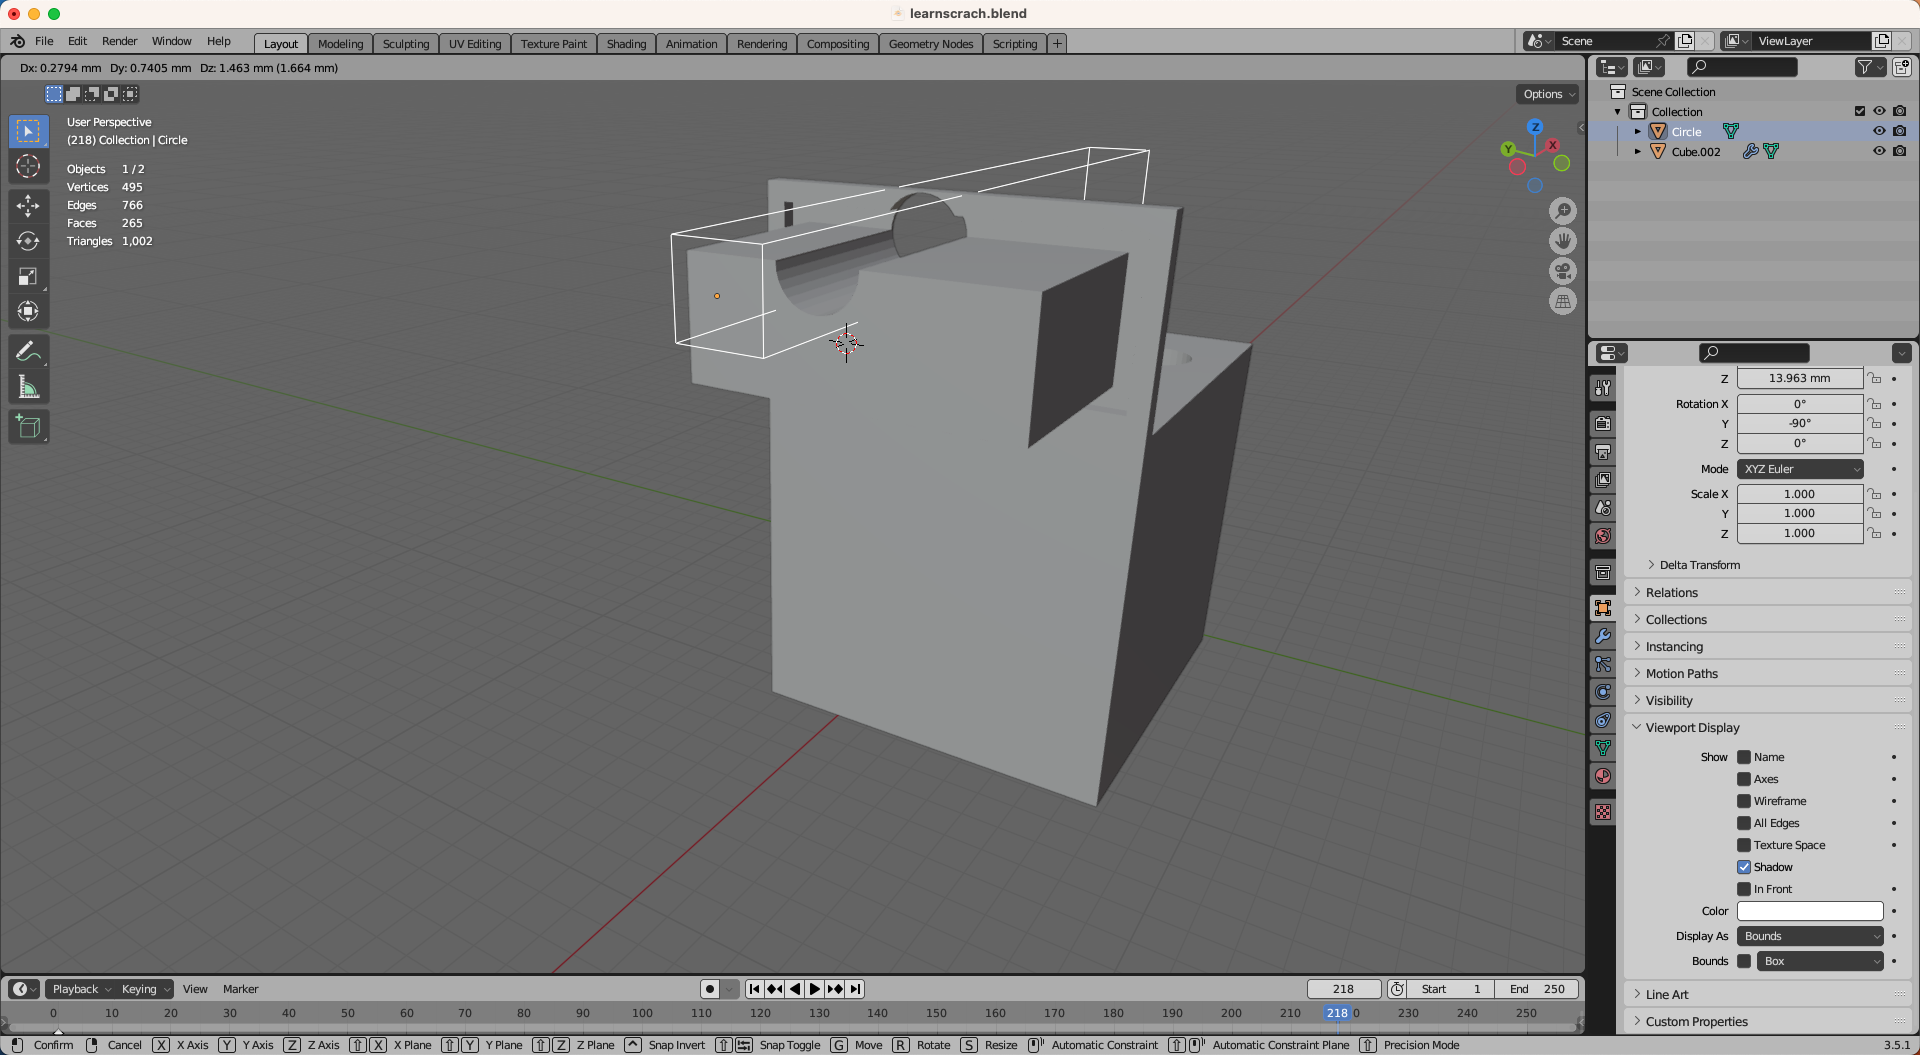 learnscrach.blend
File Edit Render Window Help
Layout Modeling Sculpting UV Editing Texture Paint Shading Animation Rendering Compositing Geometry Nodes Scripting +
Scene
ViewLayer
Dx: 0.2794 mm Dy: 0.7405 mm Dz: 1.463 mm (1.664 mm)
Options
User Perspective
(218) Collection | Circle
Objects 1 / 2
Vertices 495
Edges 766
Faces 265
Triangles 1,002
Z
Y
X
Scene Collection
Collection
Circle
Cube.002
Z 13.963 mm
Rotation X 0°
Y -90°
Z 0°
Mode XYZ Euler
Scale X 1.000
Y 1.000
Z 1.000
Delta Transform
Relations
Collections
Instancing
Motion Paths
Visibility
Viewport Display
Show Name
Axes
Wireframe
All Edges
Texture Space
Shadow
In Front
Color
Display As Bounds
Bounds Box
Line Art
Custom Properties
Playback Keying View Marker
218
Start 1
End 250
0 10 20 30 40 50 60 70 80 90 100 110 120 130 140 150 160 170 180 190 200 210 218 0 230 240 250
Confirm Cancel X X Axis Y Y Axis Z Z Axis X X Plane Y Y Plane Z Z Plane Snap Invert Snap Toggle G Move R Rotate S Resize Automatic Constraint Automatic Constraint Plane Precision Mode
3.5.1